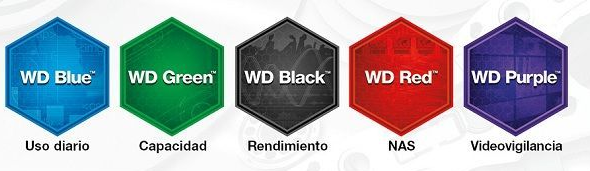 WD Blue™
WD Green™
WD Black™
WD Red™
WD Purple™
Uso diario
Capacidad
Rendimiento
NAS
Videovigilancia